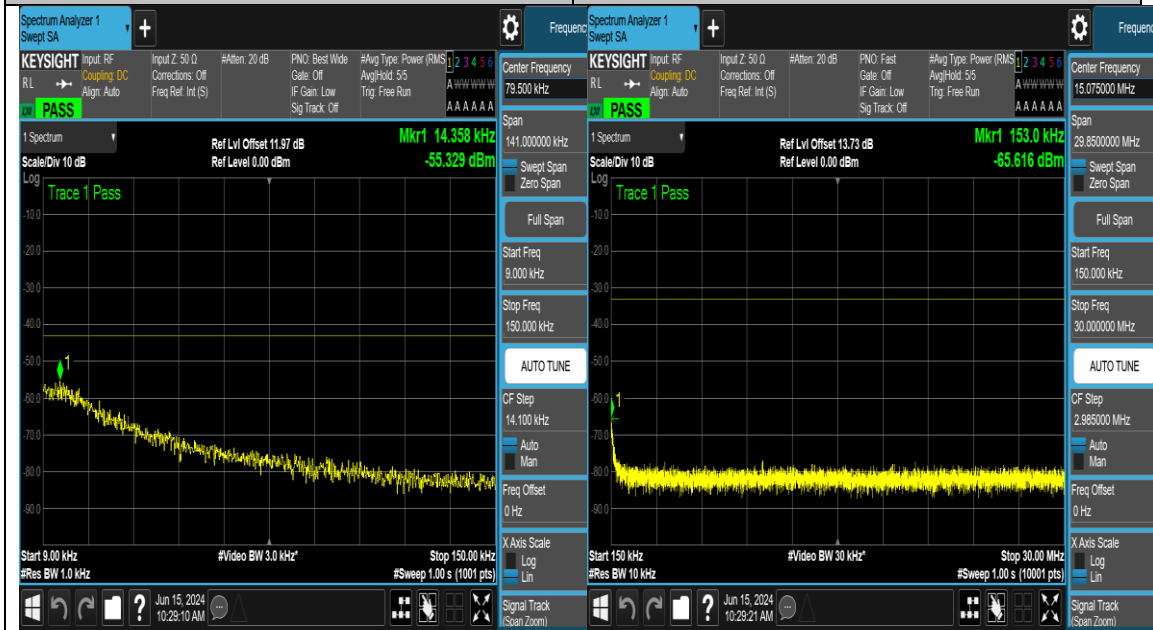 Spectrum Analyzer 1
Swept SA
+
Frequenc
KEYSIGHT
RL
Input: RF
Coupling: DC
Align: Auto
Input Z: 50 Ω
Corrections: Off
Freq Ref: Int (S)
#Atten: 20 dB
PNO: Best Wide
Gate: Off
IF Gain: Low
Sig Track: Off
#Avg Type: Power (RMS
Avg|Hold: 5/5
Trig: Free Run
1 2 3 4 5 6
A W W W W W
A A A A A A
PASS
1 Spectrum
Scale/Div 10 dB
Ref Lvl Offset 11.97 dB
Ref Level 0.00 dBm
Mkr1 14.358 kHz
-55.329 dBm
Log
Trace 1 Pass
-10.0
-20.0
-30.0
-40.0
-50.0
-60.0
-70.0
-80.0
-90.0
1
Start 9.00 kHz
#Res BW 1.0 kHz
#Video BW 3.0 kHz*
Stop 150.00 kHz
#Sweep 1.00 s (1001 pts)
Jun 15, 2024
10:29:10 AM
Center Frequency
79.500 kHz
Span
141.000000 kHz
Swept Span
Zero Span
Full Span
Start Freq
9.000 kHz
Stop Freq
150.000 kHz
AUTO TUNE
CF Step
14.100 kHz
Auto
Man
Freq Offset
0 Hz
X Axis Scale
Log
Lin
Signal Track
(Span Zoom)
Spectrum Analyzer 1
Swept SA
+
Frequenc
KEYSIGHT
RL
Input: RF
Coupling: DC
Align: Auto
Input Z: 50 Ω
Corrections: Off
Freq Ref: Int (S)
#Atten: 20 dB
PNO: Fast
Gate: Off
IF Gain: Low
Sig Track: Off
#Avg Type: Power (RMS
Avg|Hold: 5/5
Trig: Free Run
1 2 3 4 5 6
A W W W W W
A A A A A A
PASS
1 Spectrum
Scale/Div 10 dB
Ref Lvl Offset 13.73 dB
Ref Level 0.00 dBm
Mkr1 153.0 kHz
-65.616 dBm
Log
Trace 1 Pass
-10.0
-20.0
-30.0
-40.0
-50.0
-60.0
-70.0
-80.0
-90.0
1
Start 150 kHz
#Res BW 10 kHz
#Video BW 30 kHz*
Stop 30.00 MHz
#Sweep 1.00 s (10001 pts)
Jun 15, 2024
10:29:21 AM
Center Frequency
15.075000 MHz
Span
29.8500000 MHz
Swept Span
Zero Span
Full Span
Start Freq
150.000 kHz
Stop Freq
30.000000 MHz
AUTO TUNE
CF Step
2.985000 MHz
Auto
Man
Freq Offset
0 Hz
X Axis Scale
Log
Lin
Signal Track
(Span Zoom)